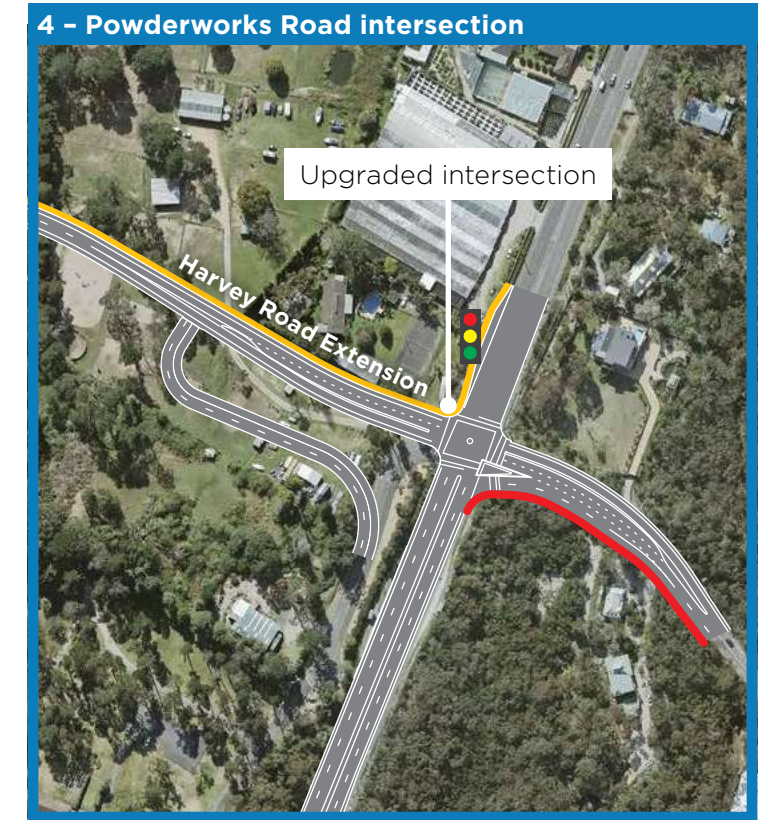 4 – Powderworks Road intersection
Upgraded intersection
Harvey Road Extension